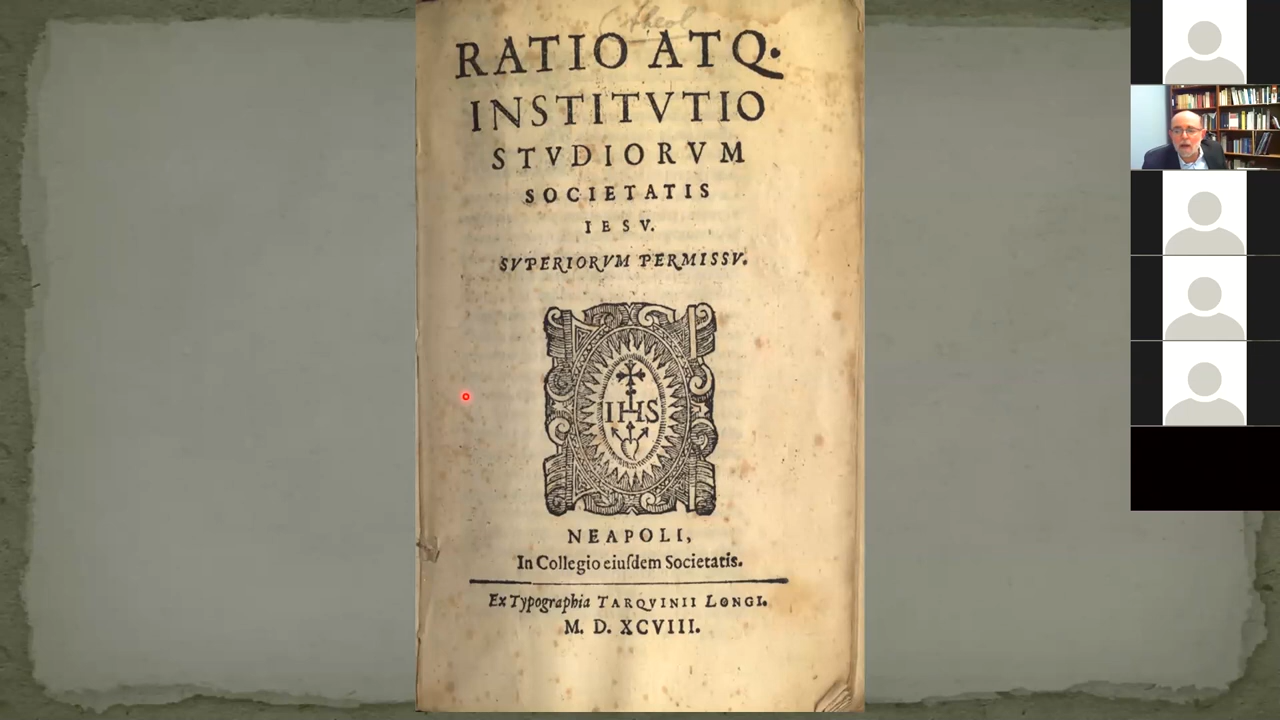 Theol
RATIO ATQ.
INSTITVTIO
STVDIORVM
SOCIETATIS
IESV.
SVPERIORVM PERMISSV.
IHS
NEAPOLI,
In Collegio eiuſdem Societatis.
Ex Typographia TARQVINII LONGI.
M. D. XCVIII.